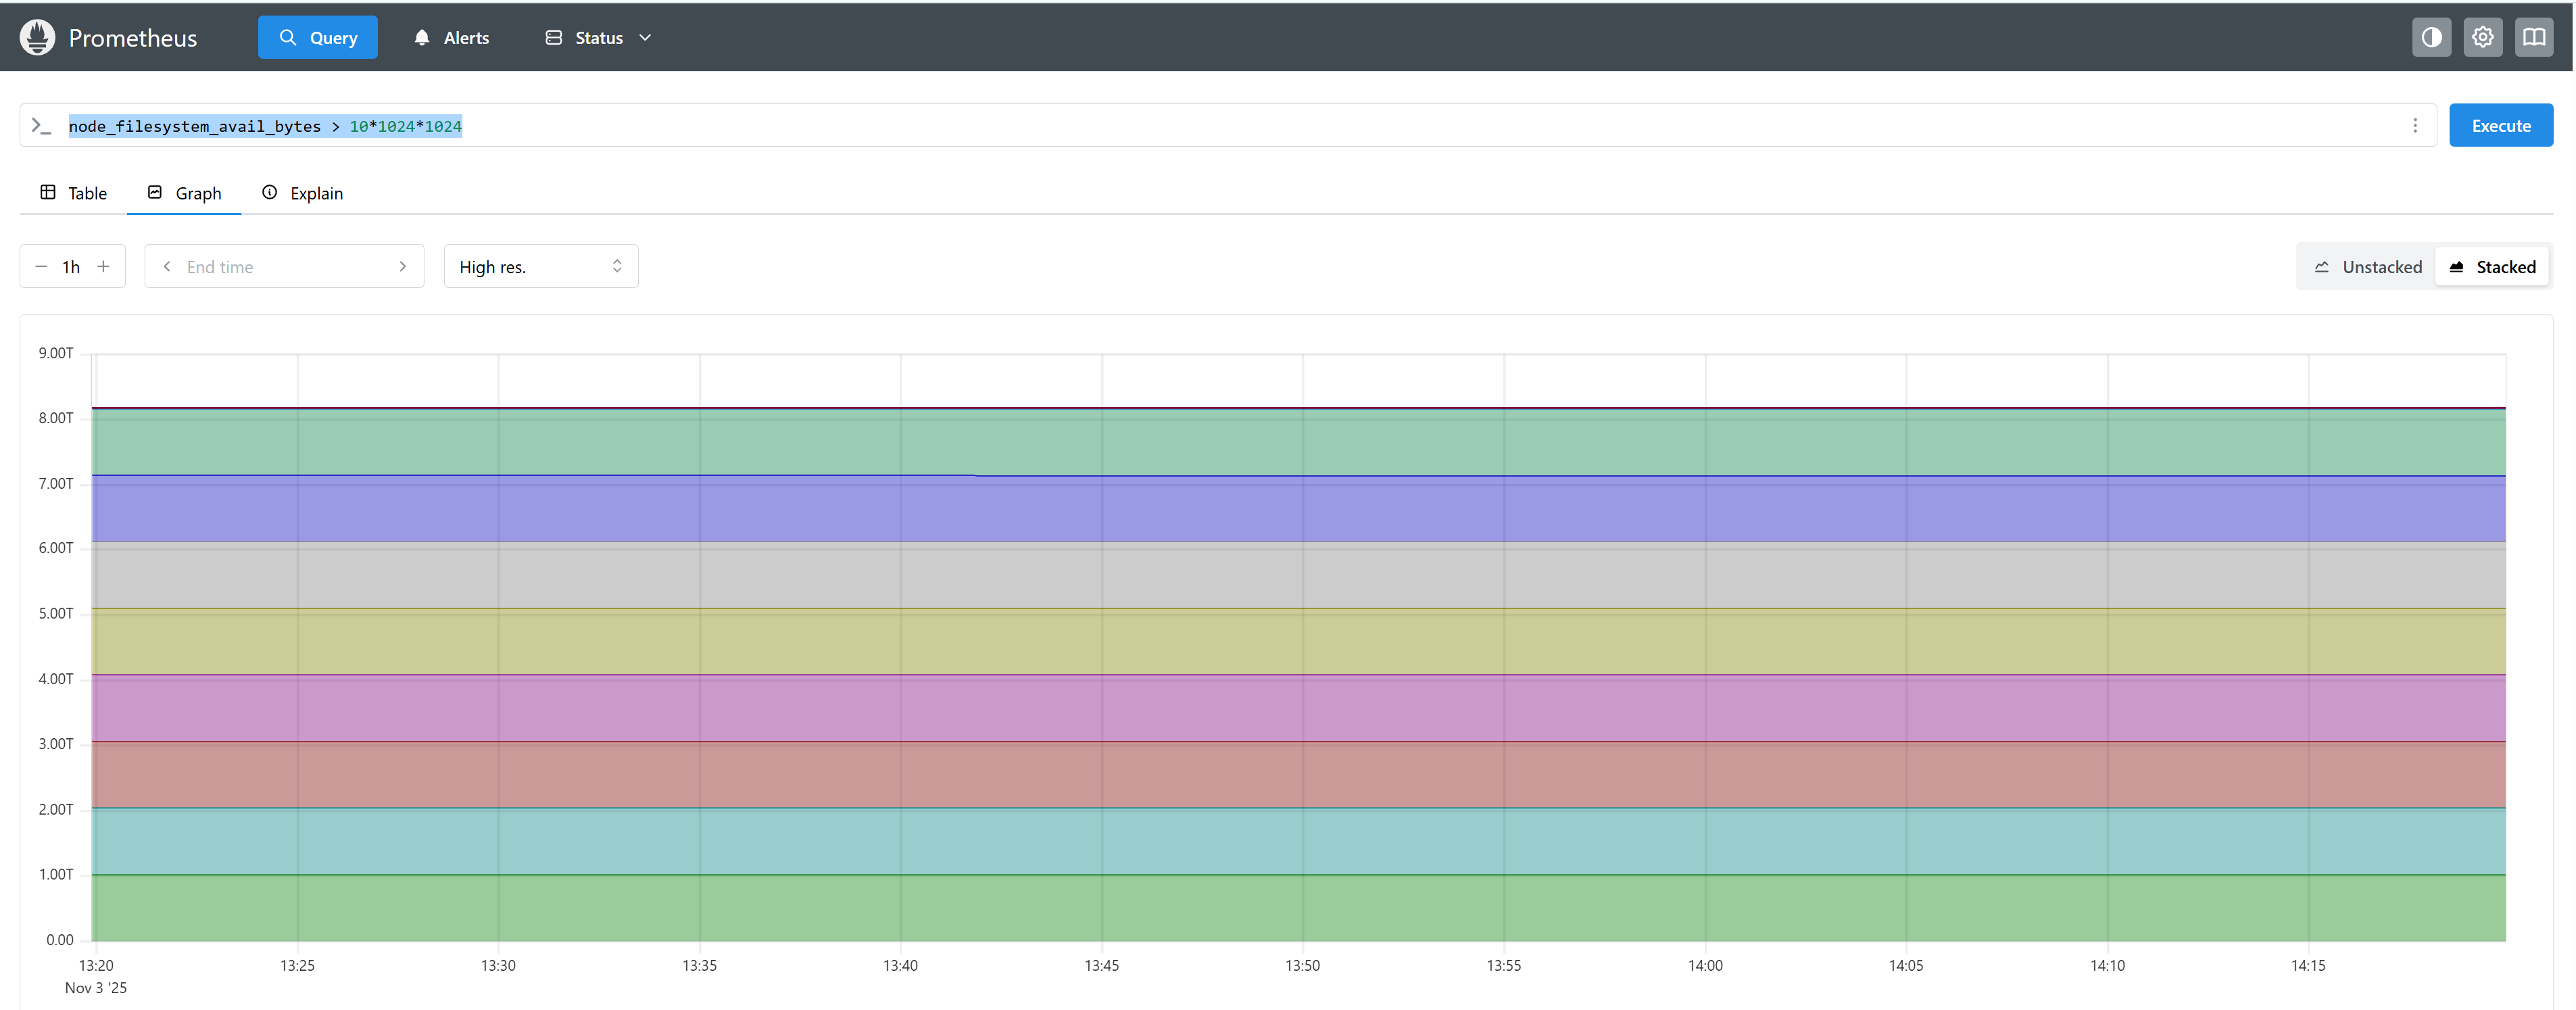 Prometheus Query Alerts Status
node_filesystem_avail_bytes > 10*1024*1024 Execute
Table Graph Explain
1h End time High res. Unstacked Stacked
9.00T
8.00T
7.00T
6.00T
5.00T
4.00T
3.00T
2.00T
1.00T
0.00
13:20 13:25 13:30 13:35 13:40 13:45 13:50 13:55 14:00 14:05 14:10 14:15
Nov 3 '25